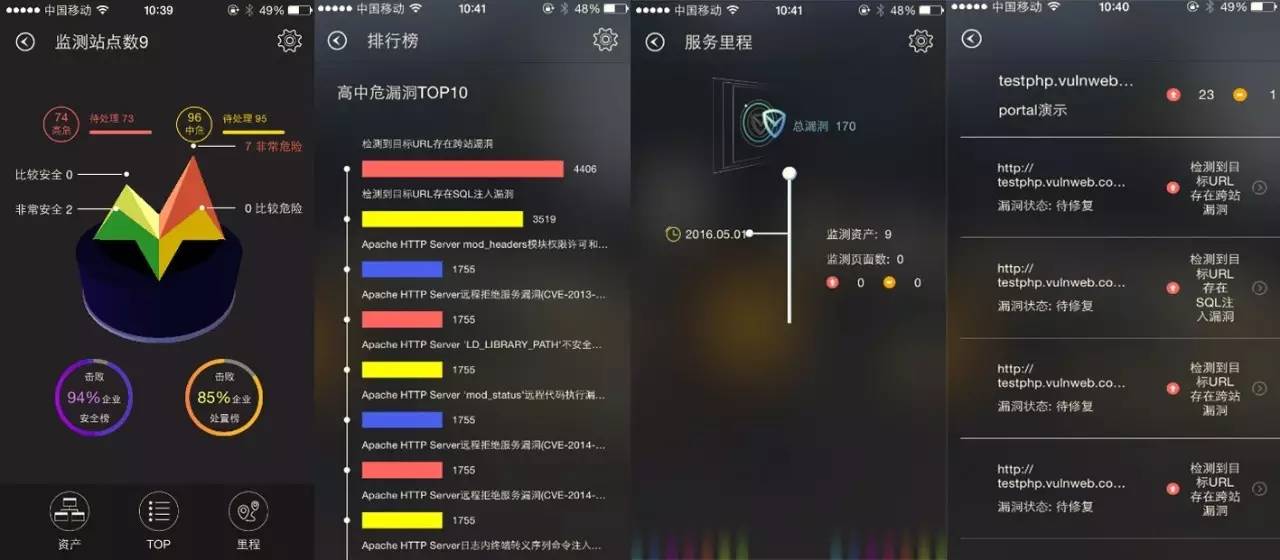 中国移动 10:39 49%
监测站点数9
74
高危
待处理 73
96
中危
待处理 95
7 非常危险
比较安全 0
非常安全 2
0 比较危险
击败
94%企业
安全榜
击败
85%企业
处置榜
资产
TOP
里程
中国移动 10:41 48%
排行榜
高中危漏洞TOP10
检测到目标URL存在跨站漏洞
4406
检测到目标URL存在SQL注入漏洞
3519
Apache HTTP Server mod_headers模块权限许可和...
1755
Apache HTTP Server远程拒绝服务漏洞(CVE-2013-...
1755
Apache HTTP Server 'LD_LIBRARY_PATH'不安全...
1755
Apache HTTP Server 'mod_status'远程代码执行漏...
1755
Apache HTTP Server远程拒绝服务漏洞(CVE-2014-...
1755
Apache HTTP Server远程拒绝服务漏洞(CVE-2014-...
1755
Apache HTTP Server日志内终端转义序列命令注入...
中国移动 10:41 48%
服务里程
总漏洞 170
2016.05.01
监测资产: 9
监测页面数: 0
0 0
中国移动 10:40 49%
testphp.vulnweb...
portal演示
23 1
http://
testphp.vulnweb.co...
漏洞状态: 待修复
检测到目
标URL
存在跨站
漏洞
http://
testphp.vulnweb.co...
漏洞状态: 待修复
检测到目
标URL
存在
SQL注
入漏洞
http://
testphp.vulnweb.co...
漏洞状态: 待修复
检测到目
标URL
存在跨站
漏洞
http://
testphp.vulnweb.co...
漏洞状态: 待修复
检测到目
标URL
存在跨站
漏洞